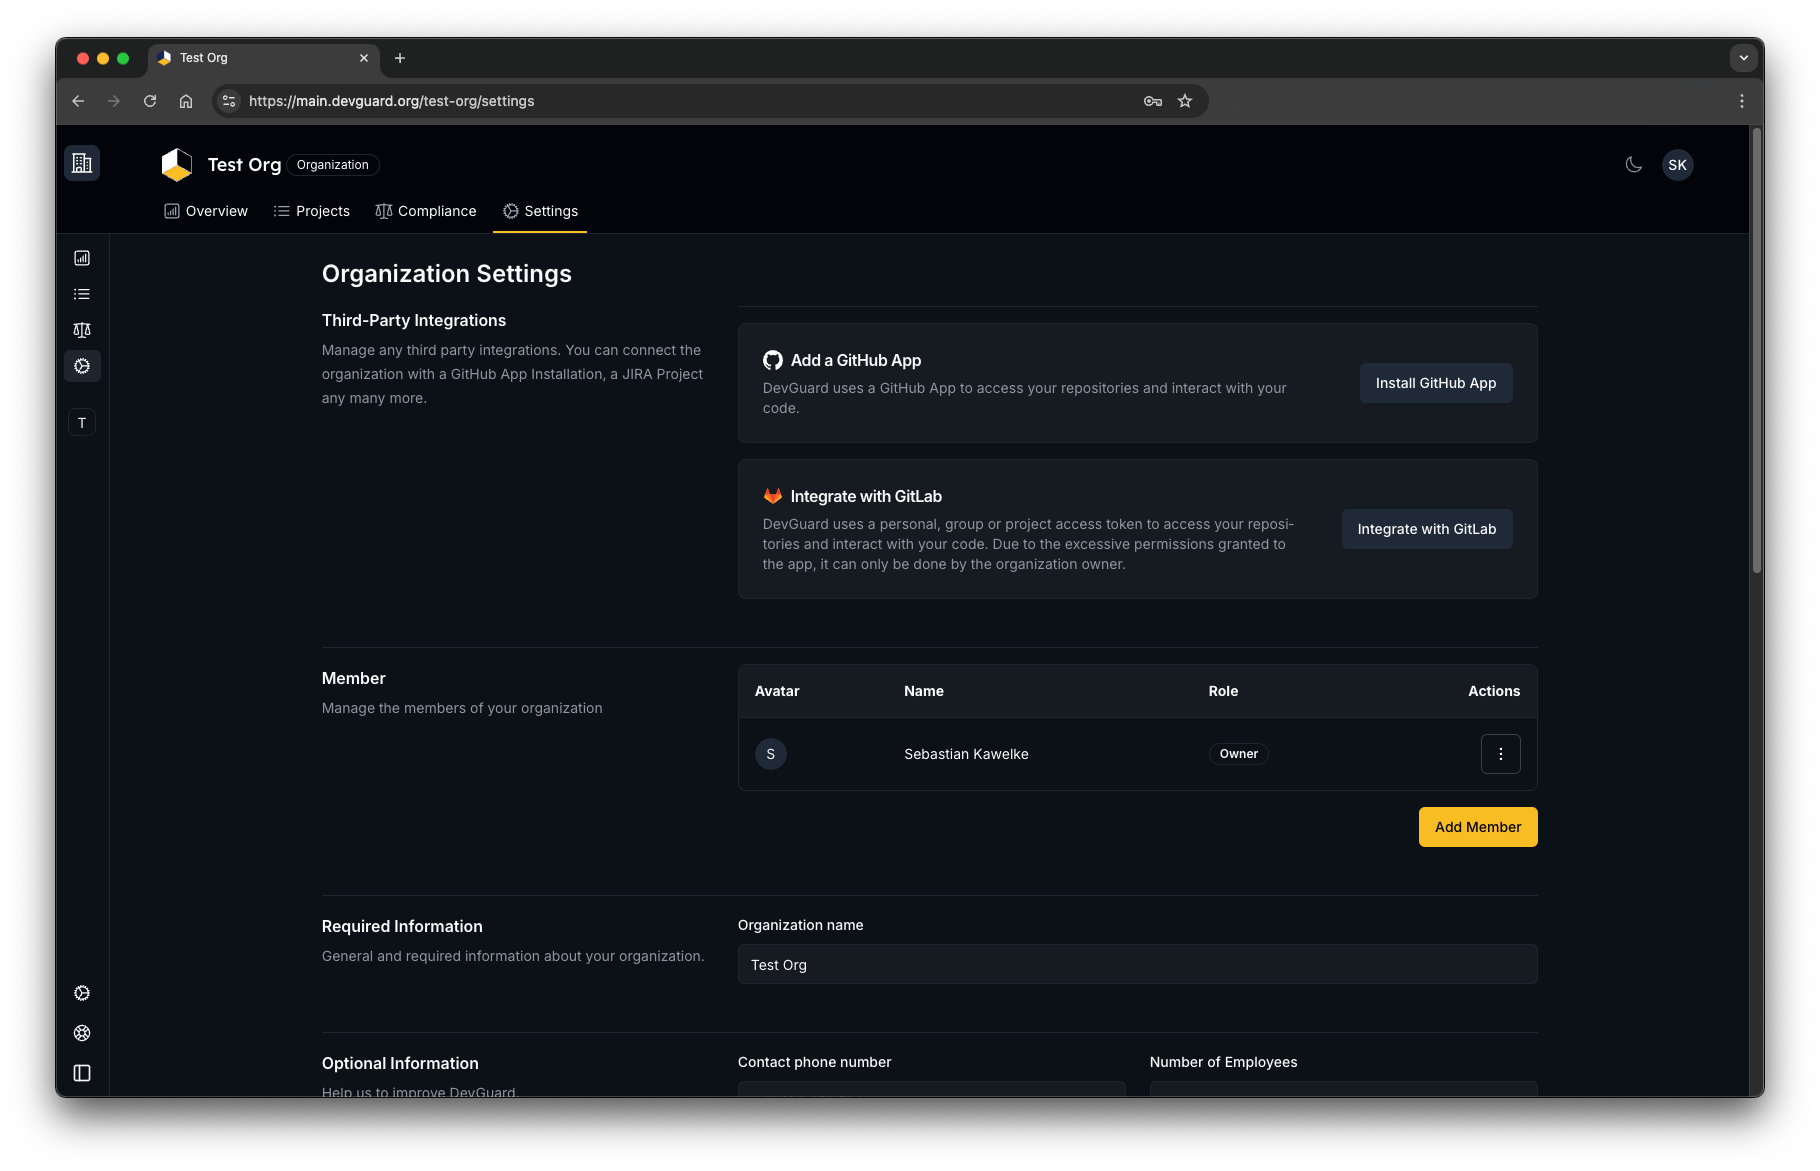 Test Org
https://main.devguard.org/test-org/settings
Test Org
Organization
SK
Overview
Projects
Compliance
Settings
T
Organization Settings
Third-Party Integrations
Manage any third party integrations. You can connect the
organization with a GitHub App Installation, a JIRA Project
any many more.
Add a GitHub App
DevGuard uses a GitHub App to access your repositories and interact with your
code.
Install GitHub App
Integrate with GitLab
DevGuard uses a personal, group or project access token to access your reposi-
tories and interact with your code. Due to the excessive permissions granted to
the app, it can only be done by the organization owner.
Integrate with GitLab
Member
Manage the members of your organization
Avatar
Name
Role
Actions
S
Sebastian Kawelke
Owner
Add Member
Required Information
General and required information about your organization.
Organization name
Test Org
Optional Information
Help us to improve DevGuard.
Contact phone number
Number of Employees